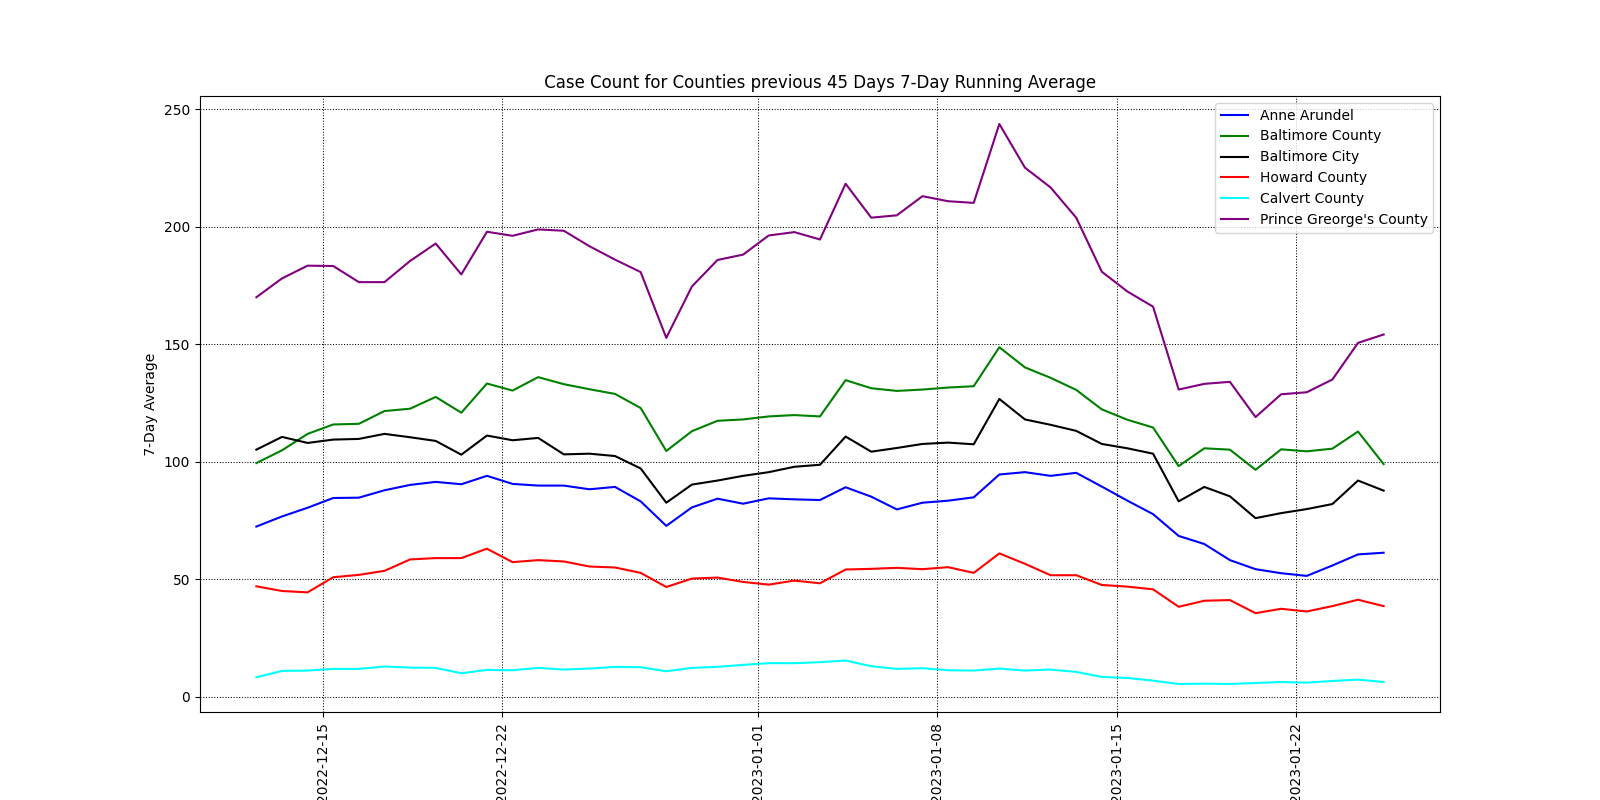 Case Count for Counties previous 45 Days 7-Day Running Average
250
200
150
100
50
0
7-Day Average
Anne Arundel
Baltimore County
Baltimore City
Howard County
Calvert County
Prince Greorge's County
2022-12-15
2022-12-22
2023-01-01
2023-01-08
2023-01-15
2023-01-22